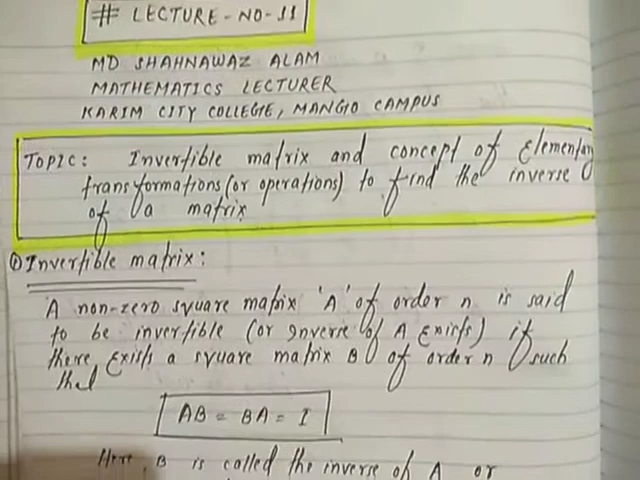 # LECTURE-NO-11
MD SHAHNAWAZ ALAM
MATHEMATICS LECTURER
KARIM CITY COLLEGE, MANGO CAMPUS
TOPIC: Invertible matrix and concept of Elementary
transformations (or operations) to find the inverse
of a matrix
① Invertible matrix:
A non-zero square matrix 'A' of order n is said
to be invertible (or Inverse of A Exists) if
there Exists a square matrix B of order n such
that
AB = BA = I
Here, B is called the inverse of A or